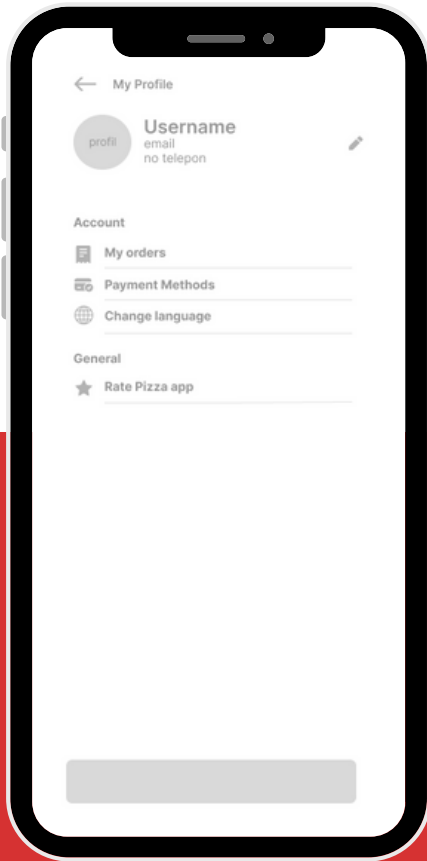 My Profile
profil
Username
email
no telepon
Account
My orders
Payment Methods
Change language
General
Rate Pizza app